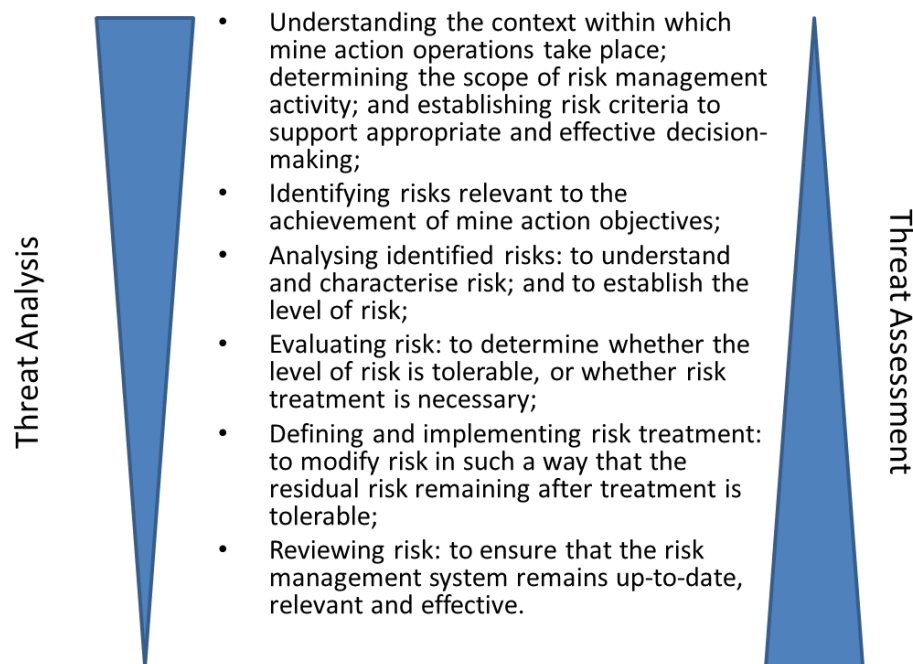 Threat Analysis
• Understanding the context within which
mine action operations take place;
determining the scope of risk management
activity; and establishing risk criteria to
support appropriate and effective decision-
making;
• Identifying risks relevant to the
achievement of mine action objectives;
• Analysing identified risks: to understand
and characterise risk; and to establish the
level of risk;
• Evaluating risk: to determine whether the
level of risk is tolerable, or whether risk
treatment is necessary;
• Defining and implementing risk treatment:
to modify risk in such a way that the
residual risk remaining after treatment is
tolerable;
• Reviewing risk: to ensure that the risk
management system remains up-to-date,
relevant and effective.
Threat Assessment